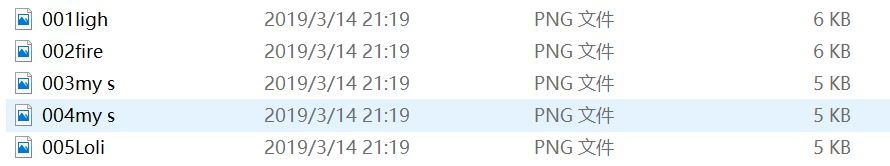 001ligh 2019/3/14 21:19 PNG 文件 6 KB
002fire 2019/3/14 21:19 PNG 文件 6 KB
003my s 2019/3/14 21:19 PNG 文件 5 KB
004my s 2019/3/14 21:19 PNG 文件 5 KB
005Loli 2019/3/14 21:19 PNG 文件 5 KB